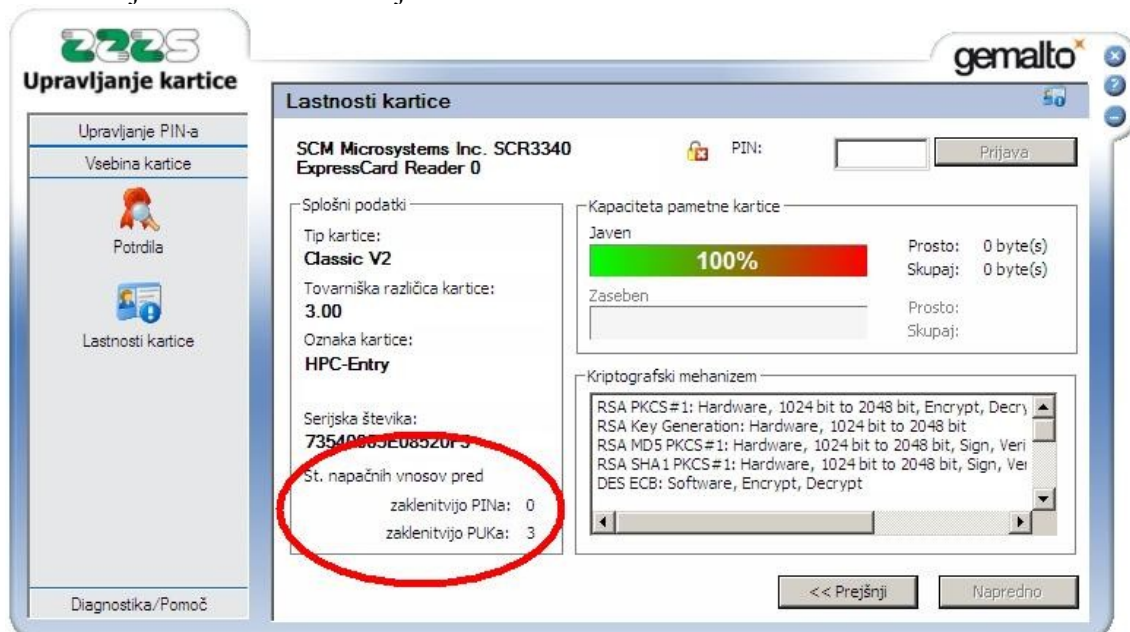 ZZZS
Upravljanje kartice
gemalto
Upravljanje PIN-a
Vsebina kartice
Potrdila
Lastnosti kartice
Diagnostika/Pomoč
Lastnosti kartice
SCM Microsystems Inc. SCR3340
ExpressCard Reader 0
PIN:
Prijava
Splošni podatki
Tip kartice:
Classic V2
Tovarniška različica kartice:
3.00
Oznaka kartice:
HPC-Entry
Serijska števika:
Št. napačnih vnosov pred
zaklenitvijo PINa: 0
zaklenitvijo PUKa: 3
Kapaciteta pametne kartice
Javen
100%
Prosto: 0 byte(s)
Skupaj: 0 byte(s)
Zaseben
Prosto:
Skupaj:
Kriptografski mehanizem
RSA PKCS#1: Hardware, 1024 bit to 2048 bit, Encrypt, Decry
RSA Key Generation: Hardware, 1024 bit to 2048 bit
RSA MD5 PKCS#1: Hardware, 1024 bit to 2048 bit, Sign, Veri
RSA SHA1 PKCS#1: Hardware, 1024 bit to 2048 bit, Sign, Ver
DES ECB: Software, Encrypt, Decrypt
<< Prejšnji
Napredno